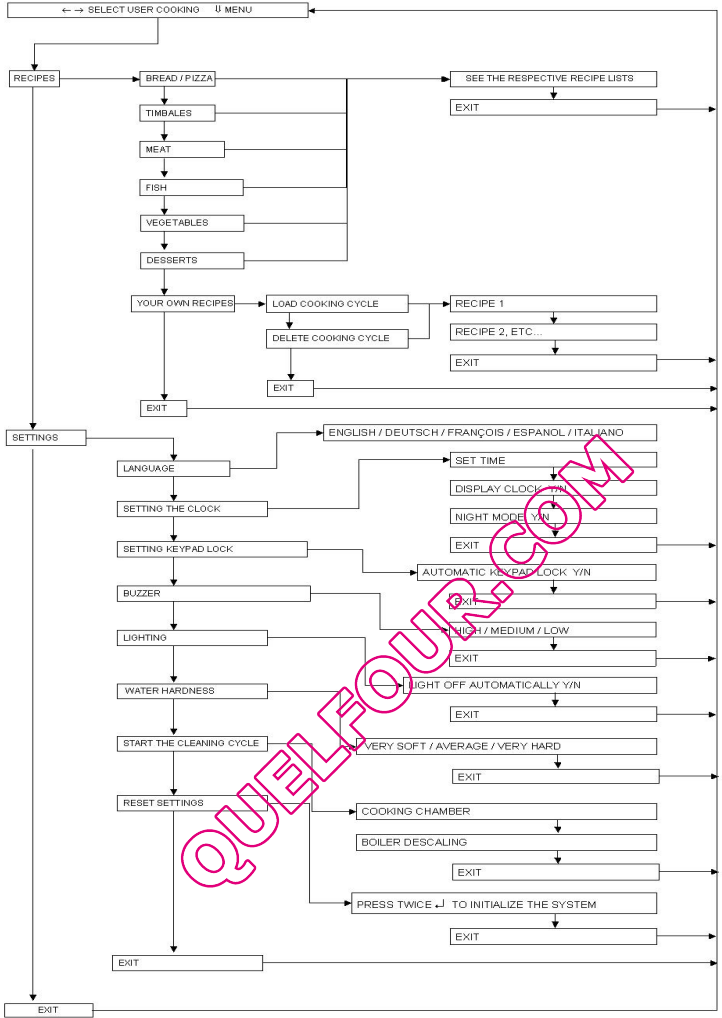 ← → SELECT USER COOKING ⇓ MENU
RECIPES
BREAD / PIZZA
SEE THE RESPECTIVE RECIPE LISTS
EXIT
TIMBALES
MEAT
FISH
VEGETABLES
DESSERTS
YOUR OWN RECIPES
LOAD COOKING CYCLE
RECIPE 1
DELETE COOKING CYCLE
RECIPE 2, ETC...
EXIT
EXIT
EXIT
SETTINGS
ENGLISH / DEUTSCH / FRANÇOIS / ESPANOL / ITALIANO
LANGUAGE
SET TIME
DISPLAY CLOCK Y/N
SETTING THE CLOCK
NIGHT MODE Y/N
EXIT
SETTING KEYPAD LOCK
AUTOMATIC KEYPAD LOCK Y/N
EXIT
BUZZER
HIGH / MEDIUM / LOW
EXIT
LIGHTING
LIGHT OFF AUTOMATICALLY Y/N
EXIT
WATER HARDNESS
VERY SOFT / AVERAGE / VERY HARD
EXIT
START THE CLEANING CYCLE
COOKING CHAMBER
BOILER DESCALING
EXIT
RESET SETTINGS
PRESS TWICE ↵ TO INITIALIZE THE SYSTEM
EXIT
EXIT
EXIT
QUELFOUR.COM